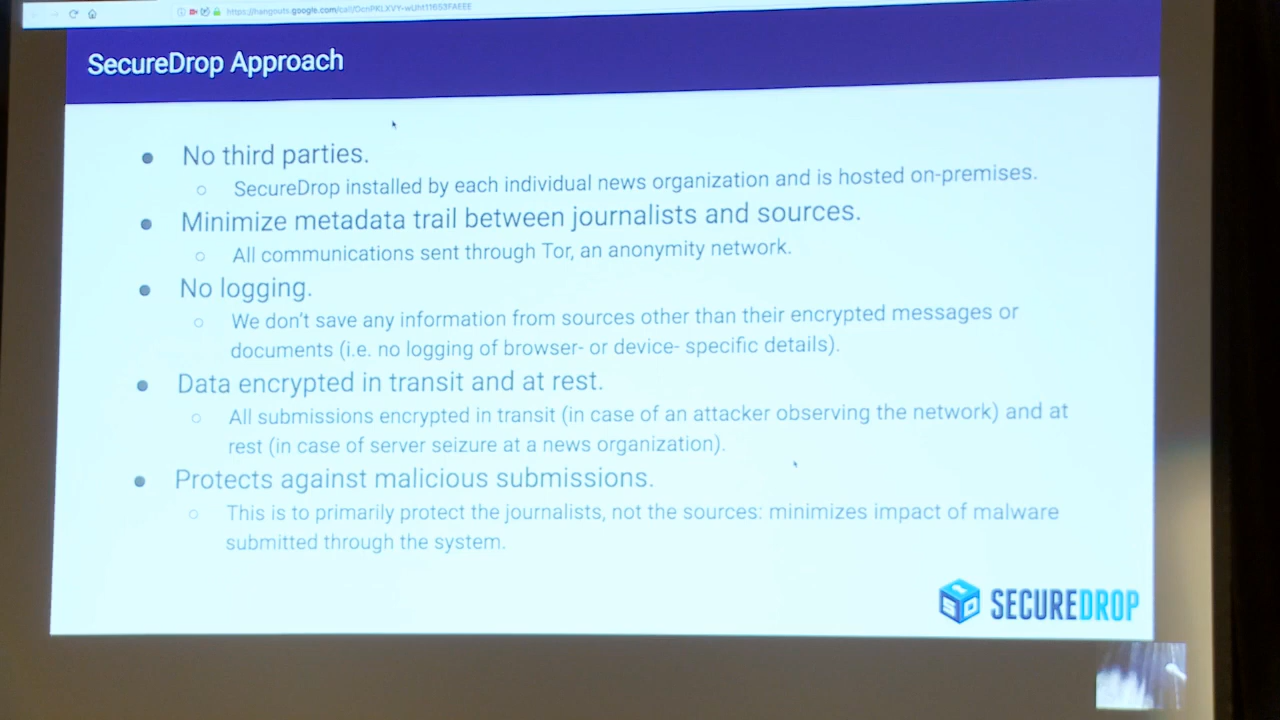 SecureDrop Approach
● No third parties.
○ SecureDrop installed by each individual news organization and is hosted on-premises.
● Minimize metadata trail between journalists and sources.
○ All communications sent through Tor, an anonymity network.
● No logging.
○ We don't save any information from sources other than their encrypted messages or
documents (i.e. no logging of browser- or device- specific details).
● Data encrypted in transit and at rest.
○ All submissions encrypted in transit (in case of an attacker observing the network) and at
rest (in case of server seizure at a news organization).
● Protects against malicious submissions.
○ This is to primarily protect the journalists, not the sources: minimizes impact of malware
submitted through the system.
SECUREDROP